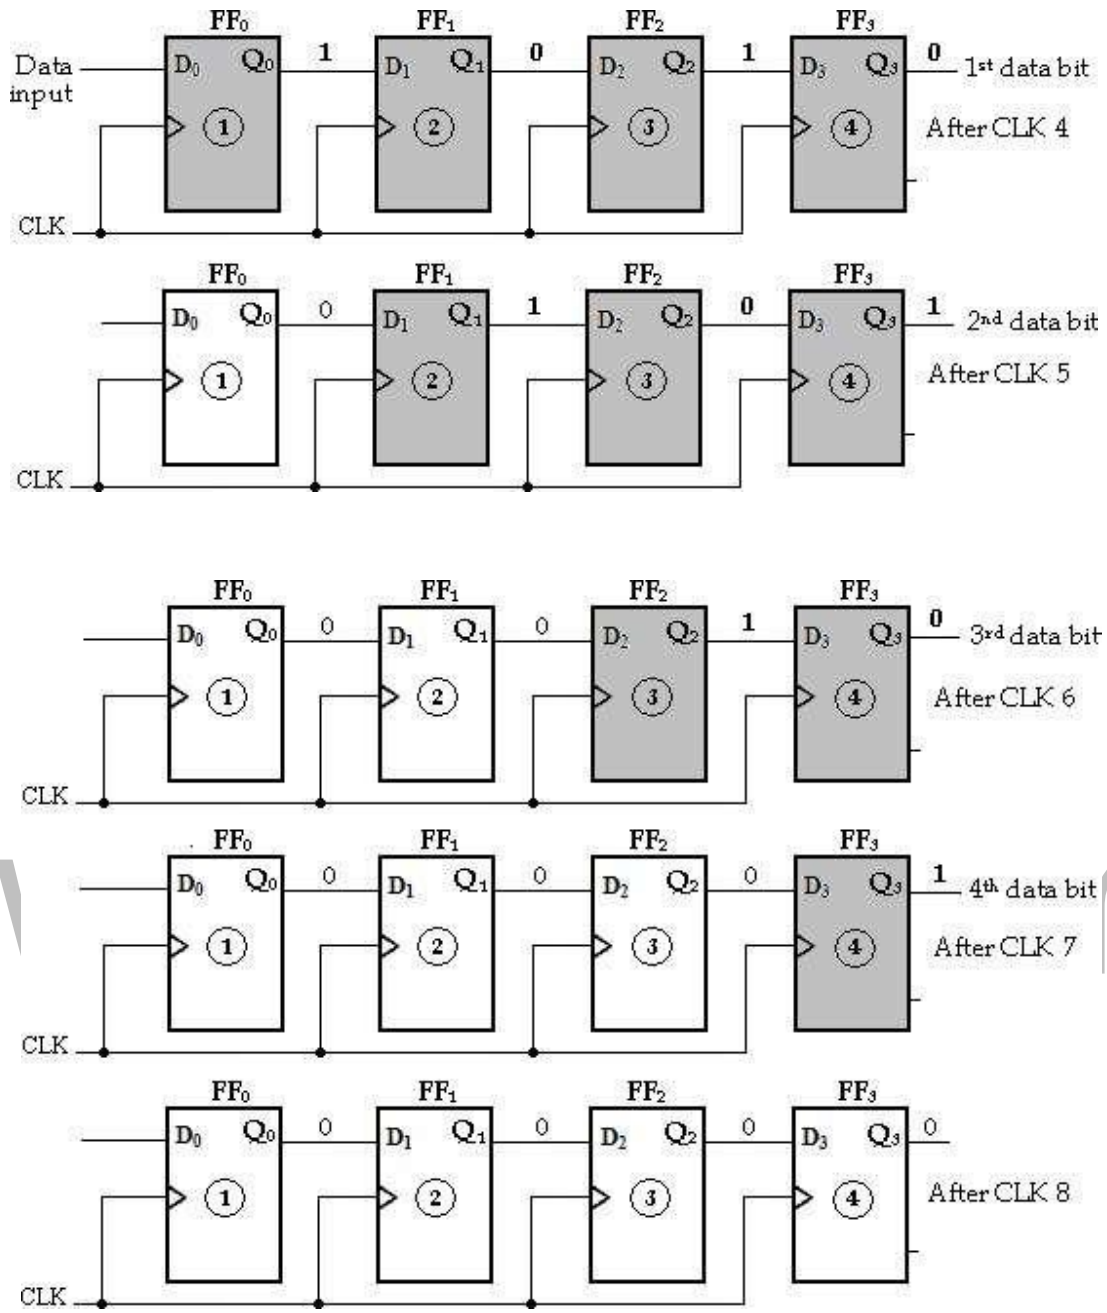 FF₀ FF₁ FF₂ FF₃
Data input D₀ Q₀ 1 D₁ Q₁ 0 D₂ Q₂ 1 D₃ Q₃ 0 1st data bit
1 2 3 4 After CLK 4
CLK
FF₀ FF₁ FF₂ FF₃
D₀ Q₀ 0 D₁ Q₁ 1 D₂ Q₂ 0 D₃ Q₃ 1 2nd data bit
1 2 3 4 After CLK 5
CLK
FF₀ FF₁ FF₂ FF₃
D₀ Q₀ 0 D₁ Q₁ 0 D₂ Q₂ 1 D₃ Q₃ 0 3rd data bit
1 2 3 4 After CLK 6
CLK
FF₀ FF₁ FF₂ FF₃
D₀ Q₀ 0 D₁ Q₁ 0 D₂ Q₂ 0 D₃ Q₃ 1 4th data bit
1 2 3 4 After CLK 7
CLK
FF₀ FF₁ FF₂ FF₃
D₀ Q₀ 0 D₁ Q₁ 0 D₂ Q₂ 0 D₃ Q₃ 0
1 2 3 4 After CLK 8
CLK